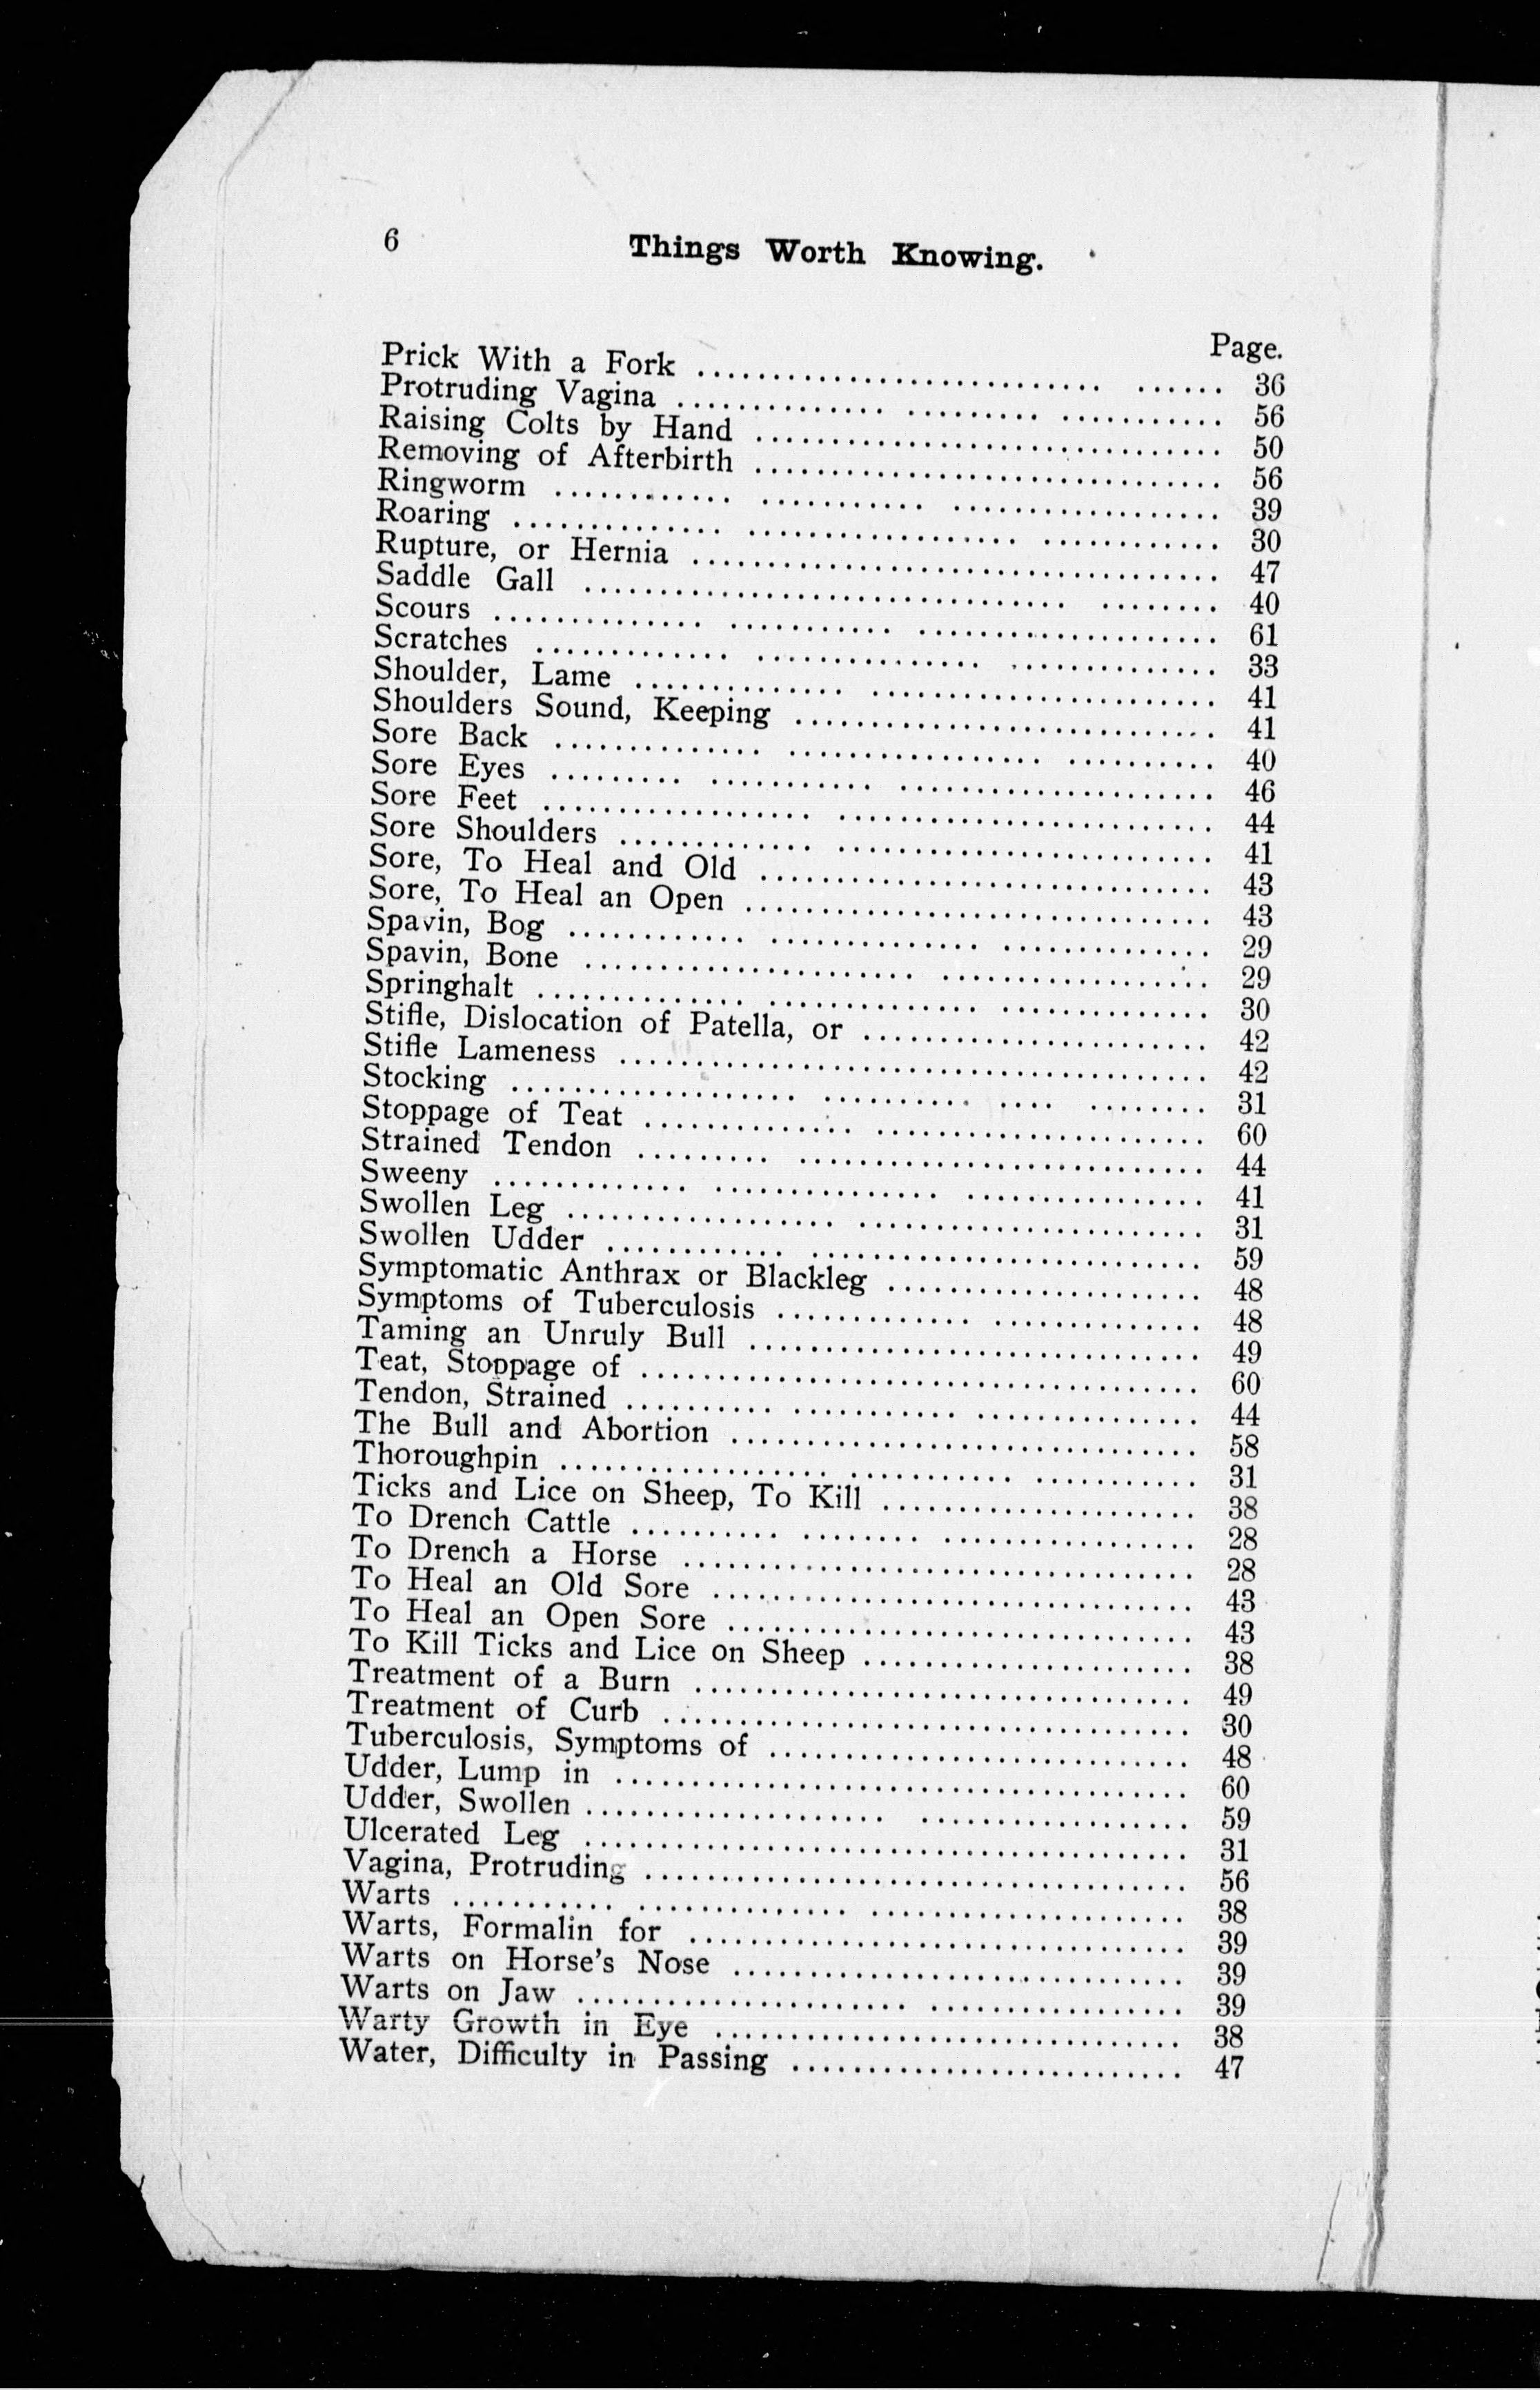 6 Things Worth Knowing.
Page.
Prick With a Fork ........................... ...... 36
Protruding Vagina .............. ......... ........... 56
Raising Colts by Hand ............................... 50
Removing of Afterbirth ............................... 56
Ringworm ............ ........... .................. 39
Roaring .............. .................. ............ 30
Rupture, or Hernia ................................... 47
Saddle Gall ................................ ........ 40
Scours .............. ........... .................... 61
Scratches ............. ............... .............. 33
Shoulder, Lame .............. ....................... 41
Shoulders Sound, Keeping ............................ 41
Sore Back .............. ................. .......... 40
Sore Eyes ......... ........... ..................... 46
Sore Feet .................. ......................... 44
Sore Shoulders ............. ......................... 41
Sore, To Heal and Old .............................. 43
Sore, To Heal an Open ............................... 43
Spavin, Bog ............ .............. .............. 29
Spavin, Bone ...................... .................. 29
Springhalt .............. .............. .............. 30
Stifle, Dislocation of Patella, or ....................... 42
Stifle Lameness ....................................... 42
Stocking ................... .......... .... ........ 31
Stoppage of Teat .............. ...................... 60
Strained Tendon ......... ........................... 44
Sweeny ............. ............... ................ 41
Swollen Leg .................. ....................... 31
Swollen Udder ............ .......................... 59
Symptomatic Anthrax or Blackleg ..................... 48
Symptoms of Tuberculosis ............. .............. 48
Taming an Unruly Bull .............................. 49
Teat, Stoppage of ..................................... 60
Tendon, Strained .......... ........... ............... 44
The Bull and Abortion ............................... 58
Thoroughpin .................. ........... ........... 31
Ticks and Lice on Sheep, To Kill ..................... 38
To Drench Cattle .......... ........ ................. 28
To Drench a Horse .................................. 28
To Heal an Old Sore ................................ 43
To Heal an Open Sore ............................... 43
To Kill Ticks and Lice on Sheep ...................... 38
Treatment of a Burn ................................. 49
Treatment of Curb ................................... 30
Tuberculosis, Symptoms of ............................ 48
Udder, Lump in ...................................... 60
Udder, Swollen .................... .................. 59
Ulcerated Leg ........................................ 31
Vagina, Protruding .................................... 56
Warts ........... .............. ..................... 38
Warts, Formalin for ................................. 39
Warts on Horse's Nose .............................. 39
Warts on Jaw ...................... ................. 39
Warty Growth in Eye ............................... 38
Water, Difficulty in Passing .......................... 47